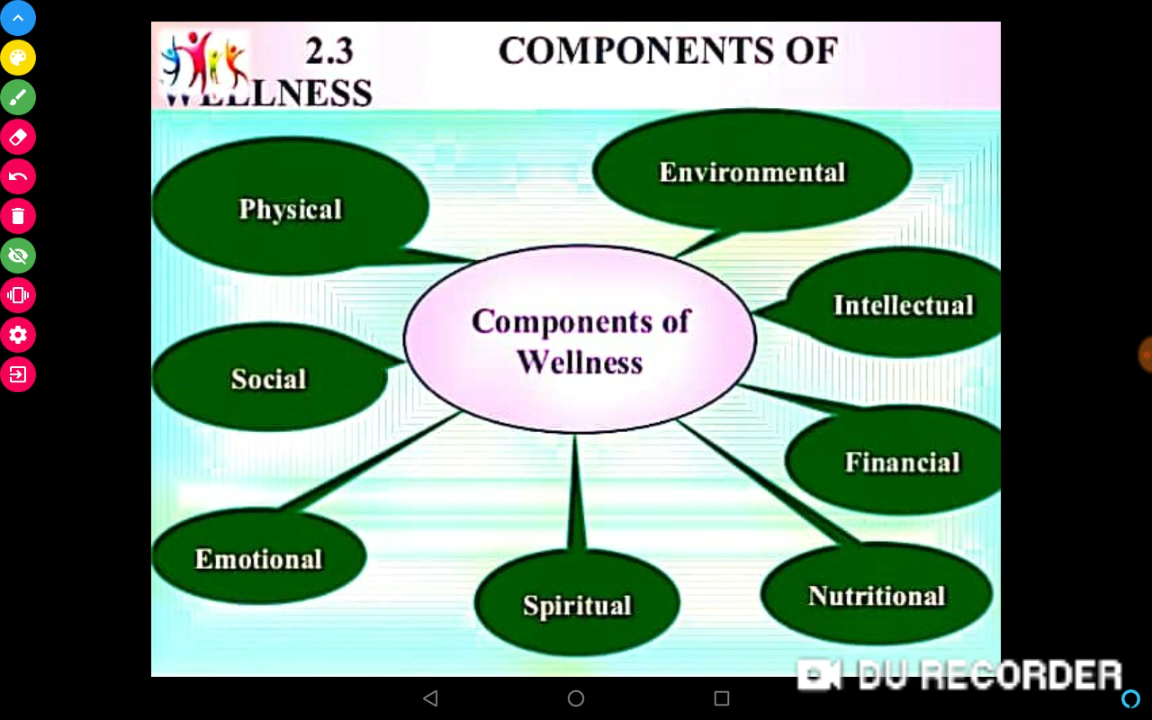 2.3 COMPONENTS OF
WELLNESS
Physical
Environmental
Components of
Wellness
Intellectual
Social
Financial
Emotional
Spiritual
Nutritional
DU RECORDER